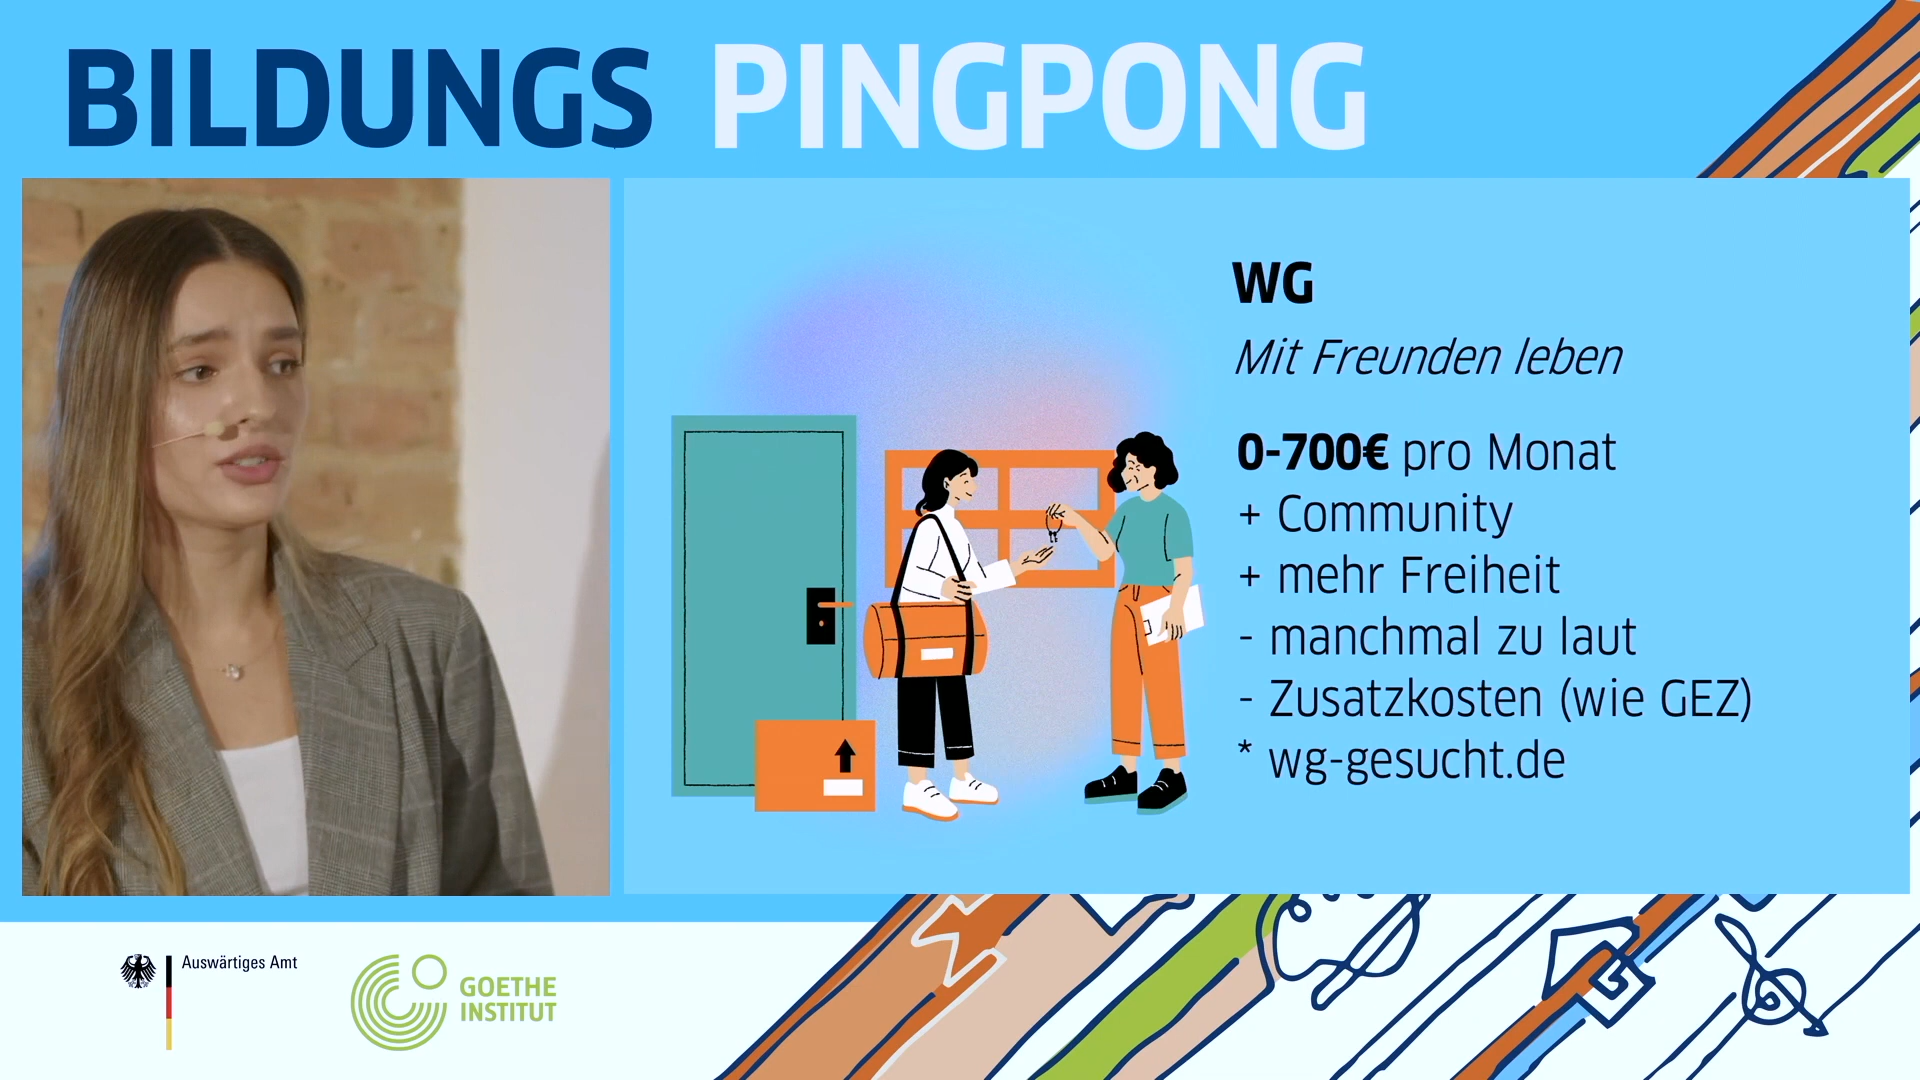 BILDUNGS PINGPONG
WG
Mit Freunden leben
0-700€ pro Monat
+ Community
+ mehr Freiheit
- manchmal zu laut
- Zusatzkosten (wie GEZ)
* wg-gesucht.de
Auswärtiges Amt
GOETHE
INSTITUT